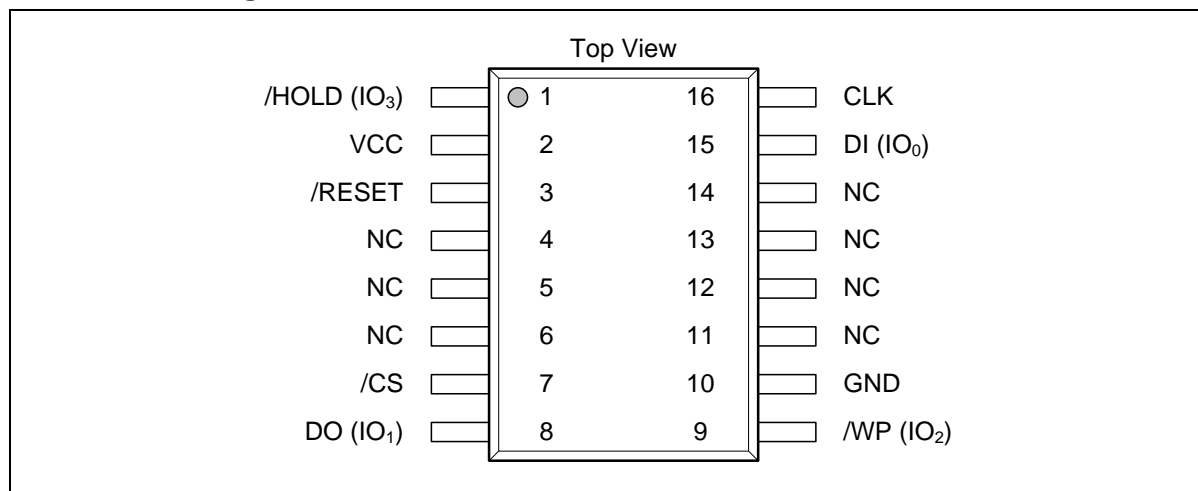 Top View
/HOLD (IO₃) 1 16 CLK
VCC 2 15 DI (IO₀)
/RESET 3 14 NC
NC 4 13 NC
NC 5 12 NC
NC 6 11 NC
/CS 7 10 GND
DO (IO₁) 8 9 /WP (IO₂)